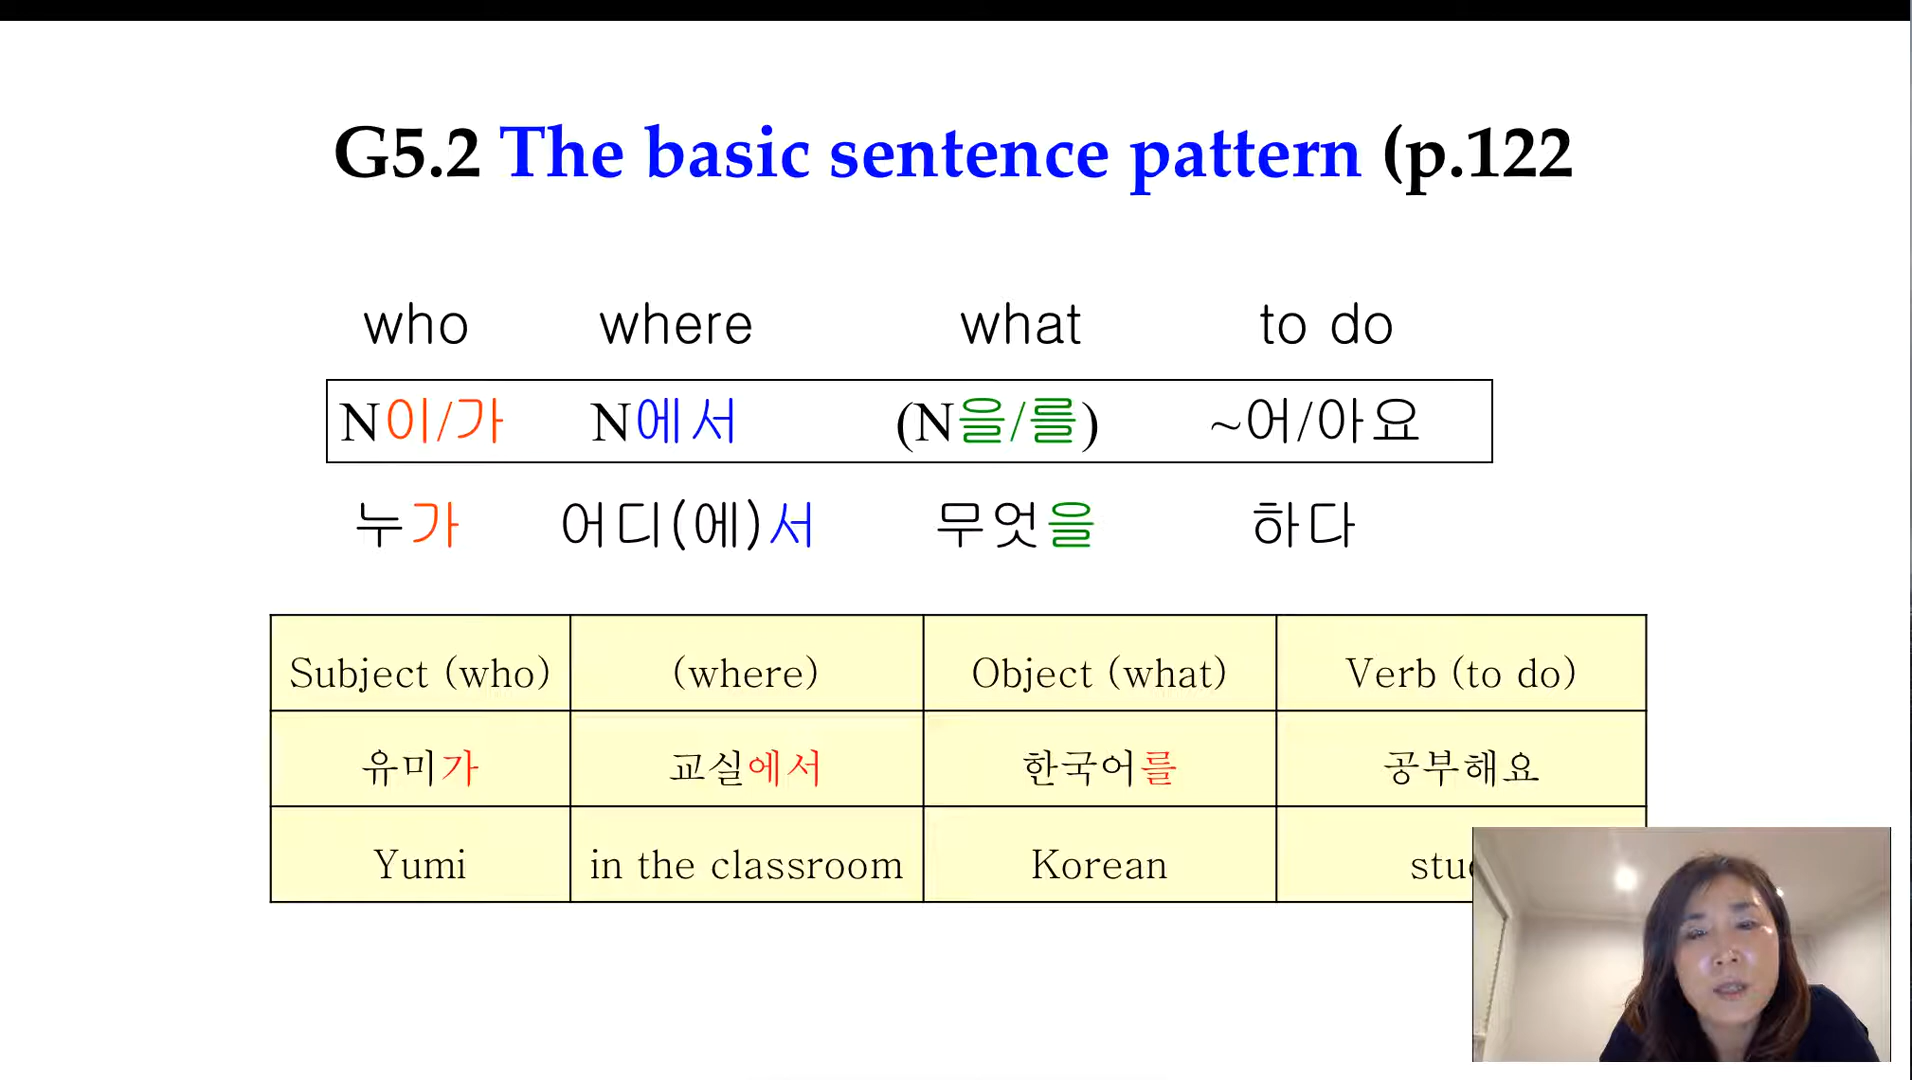 G5.2 The basic sentence pattern (p.122
who where what to do
N이/가 N에서 (N을/를) ~어/아요
누가 어디(에)서 무엇을 하다
Subject (who) (where) Object (what) Verb (to do)
유미가 교실에서 한국어를 공부해요
Yumi in the classroom Korean